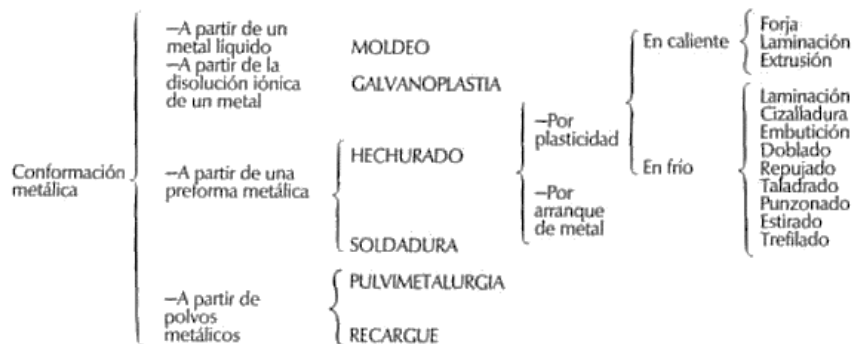 Conformación
metálica
—A partir de un
metal líquido
MOLDEO
—A partir de la
disolución iónica
de un metal
GALVANOPLASTIA
—A partir de una
preforma metálica
HECHURADO
—Por
plasticidad
En caliente
Forja
Laminación
Extrusión
En frío
Laminación
Cizalladura
Embutición
Doblado
Repujado
Taladrado
Punzonado
Estirado
Trefilado
—Por
arranque
de metal
SOLDADURA
—A partir de
polvos
metálicos
PULVIMETALURGIA
RECARGUE